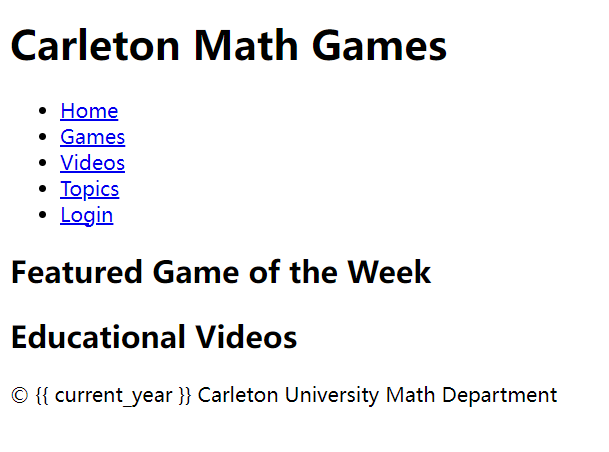 Carleton Math Games
Home
Games
Videos
Topics
Login
Featured Game of the Week
Educational Videos
© {{ current_year }} Carleton University Math Department